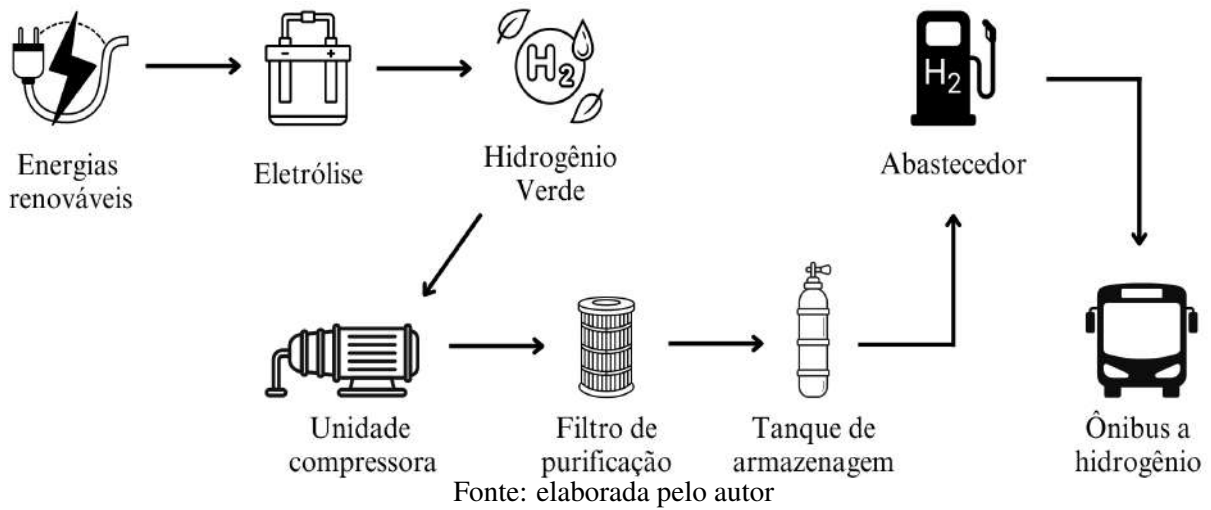 Energias
renováveis
- +
Eletrólise
H2
Hidrogênio
Verde
H2
Abastecedor
Unidade
compressora
Filtro de
purificação
Tanque de
armazenagem
Ônibus a
hidrogênio
Fonte: elaborada pelo autor